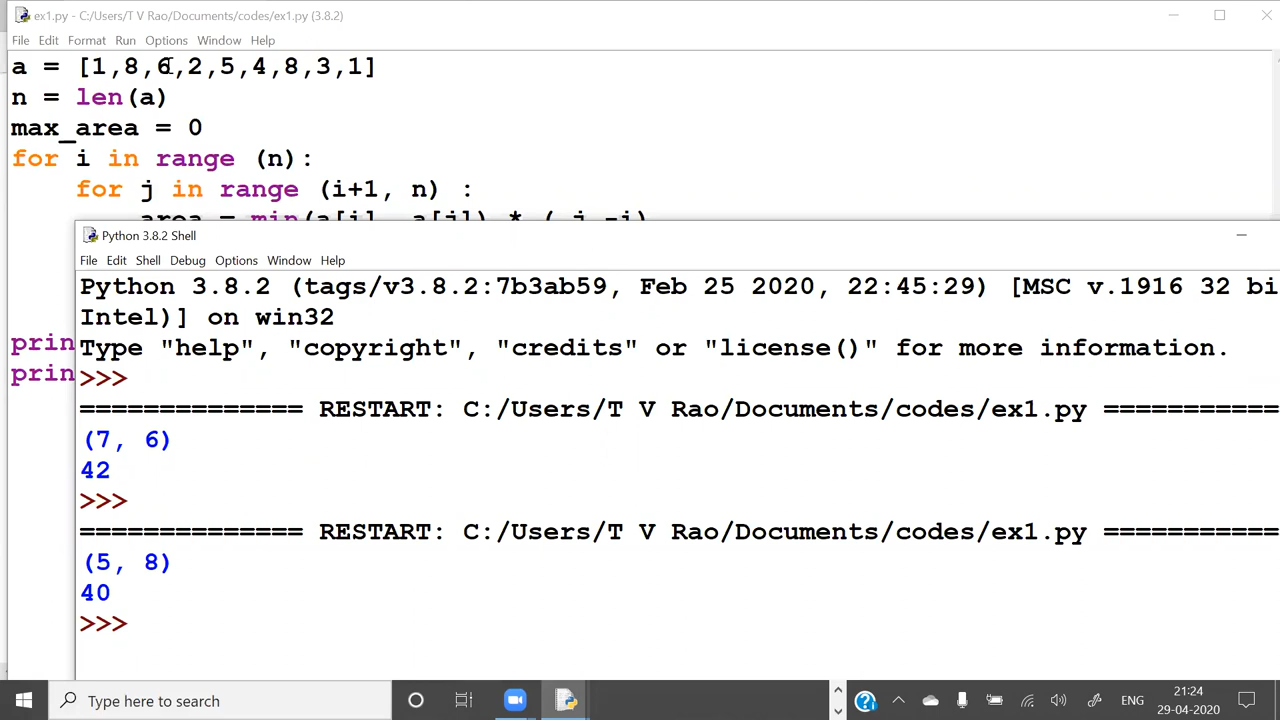 ex1.py - C:/Users/T V Rao/Documents/codes/ex1.py (3.8.2)
File Edit Format Run Options Window Help
a = [1,8,6,2,5,4,8,3,1]
n = len(a)
max_area = 0
for i in range (n):
for j in range (i+1, n) :
area = min(a[i], a[j]) * ( j -i)
Python 3.8.2 Shell
File Edit Shell Debug Options Window Help
Python 3.8.2 (tags/v3.8.2:7b3ab59, Feb 25 2020, 22:45:29) [MSC v.1916 32 bi
Intel)] on win32
prin
Type "help", "copyright", "credits" or "license()" for more information.
prin
>>>
============== RESTART: C:/Users/T V Rao/Documents/codes/ex1.py ===========
(7, 6)
42
>>>
============== RESTART: C:/Users/T V Rao/Documents/codes/ex1.py ===========
(5, 8)
40
>>>
Type here to search
ENG
21:24
29-04-2020